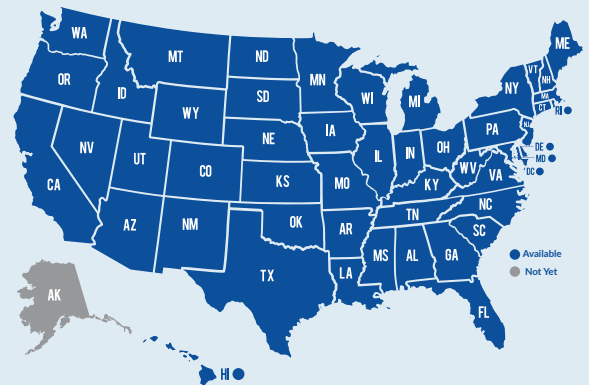 WA
MT
ND
MN
ME
OR
ID
SD
WI
MI
NY
VT
NH
MA
CT
RI
WY
IA
NE
PA
NJ
NV
UT
CO
IL
IN
OH
DE
MD
DC
WV
VA
KS
MO
KY
CA
NC
TN
AZ
NM
OK
AR
SC
TX
LA
MS
AL
GA
FL
Available
Not Yet
AK
HI